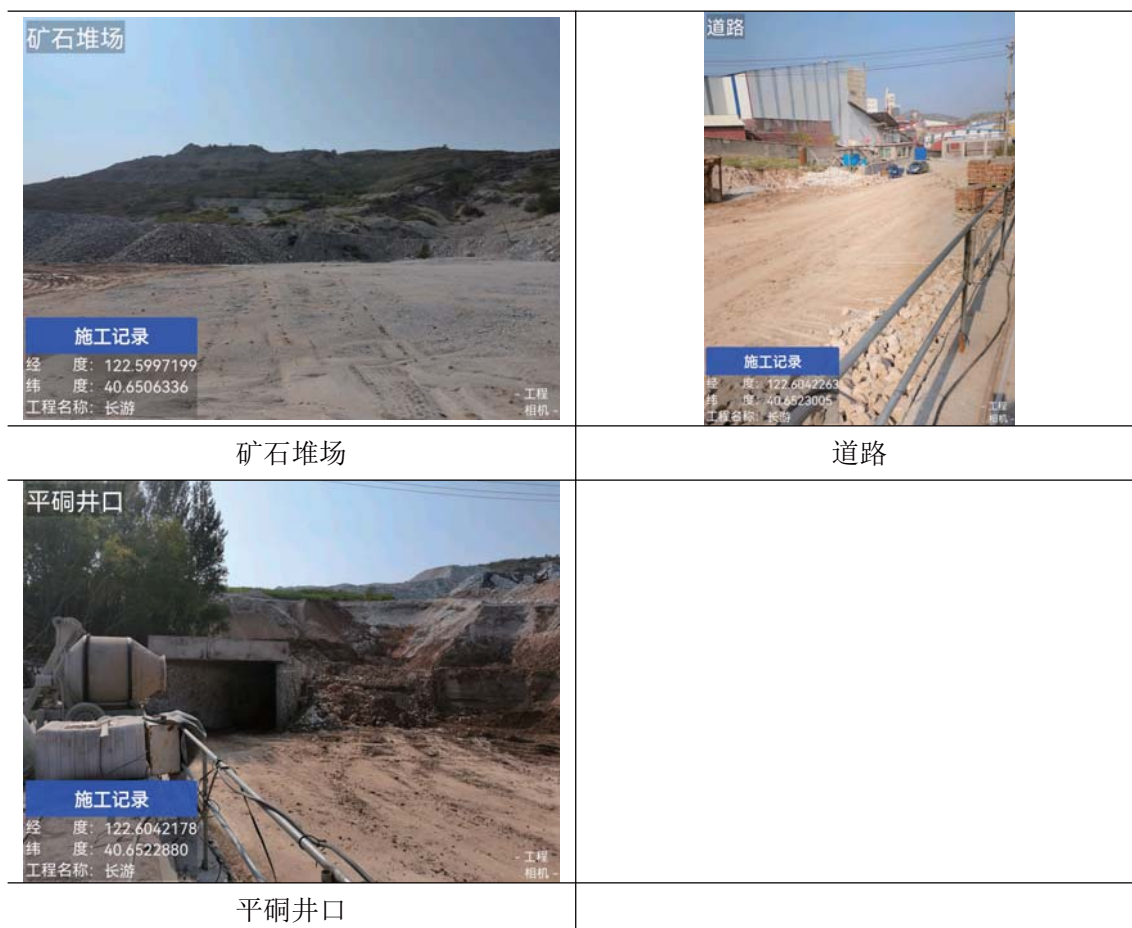 矿石堆场
施工记录
经 度：122.5997199
纬 度：40.6506336
工程名称：长游
- 工程
相机 -
道路
施工记录
经 度：122.6042263
纬 度：40.6523005
工程名称：长游
- 工程
相机 -
矿石堆场
道路
平硐井口
施工记录
经 度：122.6042178
纬 度：40.6522880
工程名称：长游
- 工程
相机 -
平硐井口